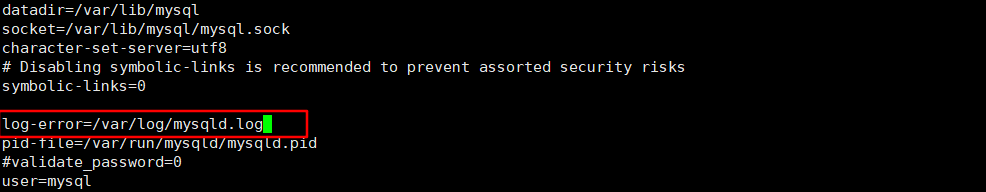 datadir=/var/lib/mysql
socket=/var/lib/mysql/mysql.sock
character-set-server=utf8
# Disabling symbolic-links is recommended to prevent assorted security risks
symbolic-links=0
log-error=/var/log/mysqld.log
pid-file=/var/run/mysqld/mysqld.pid
#validate_password=0
user=mysql